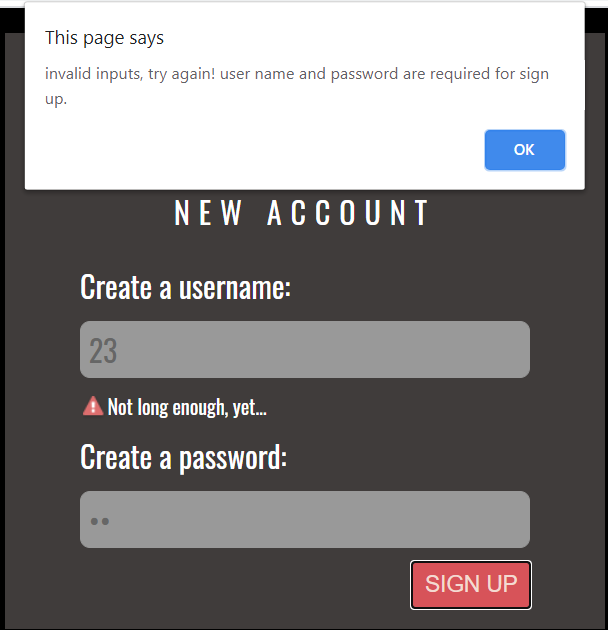 This page says
invalid inputs, try again! user name and password are required for sign
up.
OK
NEW ACCOUNT
Create a username:
23
Not long enough, yet...
Create a password:
••
SIGN UP